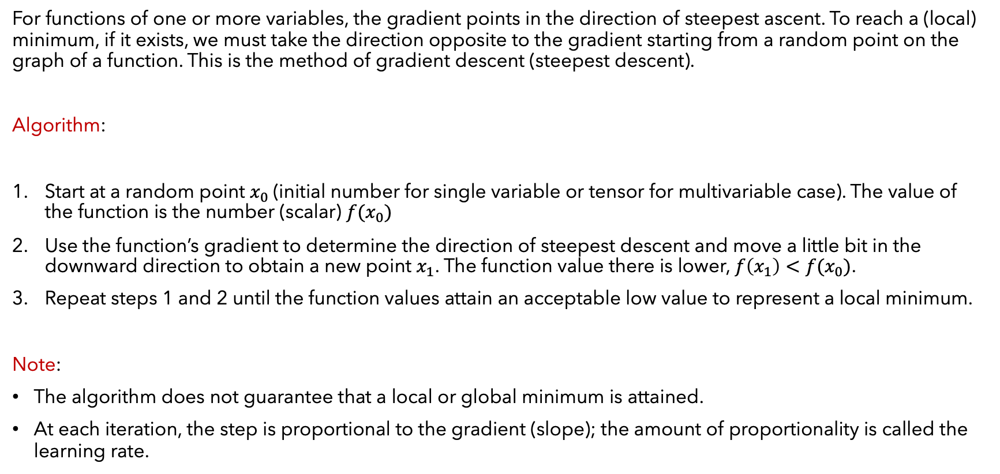 For functions of one or more variables, the gradient points in the direction of steepest ascent. To reach a (local)
minimum, if it exists, we must take the direction opposite to the gradient starting from a random point on the
graph of a function. This is the method of gradient descent (steepest descent).
Algorithm:
1. Start at a random point x₀ (initial number for single variable or tensor for multivariable case). The value of
the function is the number (scalar) f(x₀)
2. Use the function’s gradient to determine the direction of steepest descent and move a little bit in the
downward direction to obtain a new point x₁. The function value there is lower, f(x₁) < f(x₀).
3. Repeat steps 1 and 2 until the function values attain an acceptable low value to represent a local minimum.
Note:
• The algorithm does not guarantee that a local or global minimum is attained.
• At each iteration, the step is proportional to the gradient (slope); the amount of proportionality is called the
learning rate.